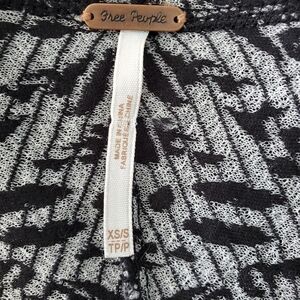 Free People
MADE IN CHINA
FABRIQUÉ EN CHINE
XS/S
TP/P